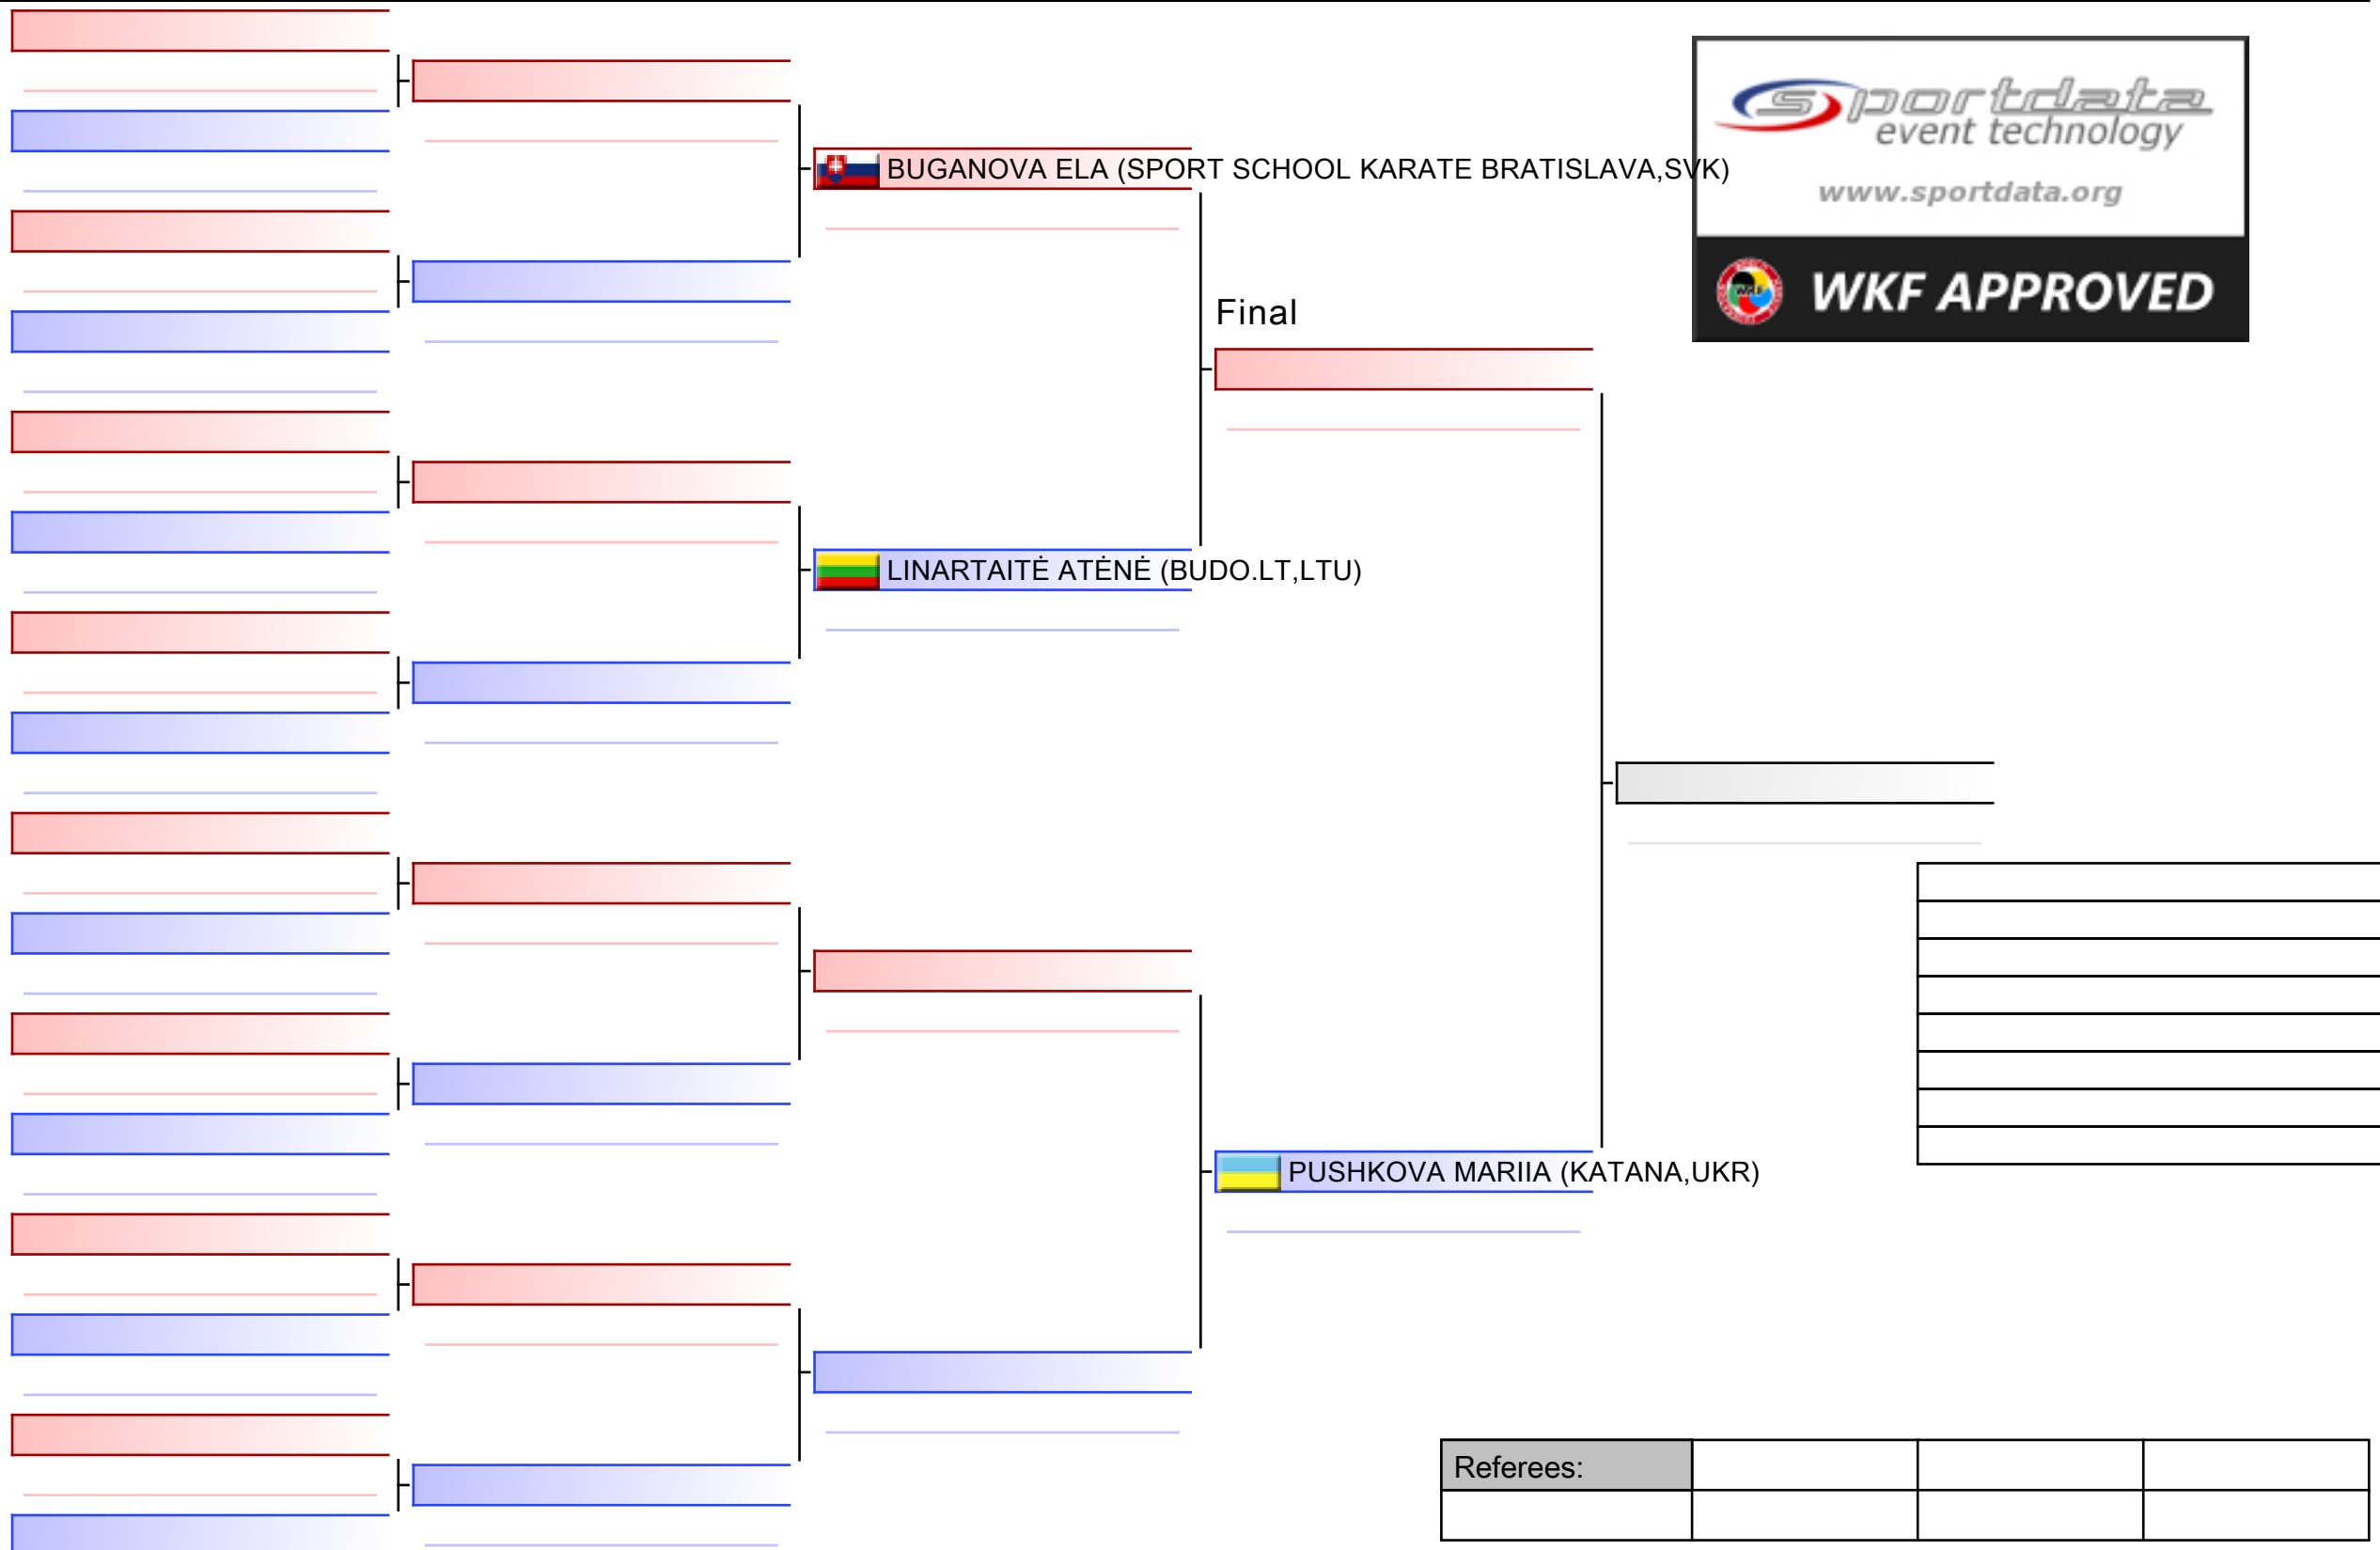 sportdata
event technology
BUGANOVA ELA (SPORT SCHOOL KARATE BRATISLAVA,SVK)
www.sportdata.org
WKF APPROVED
Final
LINARTAITĖ ATĖNĖ (BUDO.LT,LTU)
PUSHKOVA MARIIA (KATANA,UKR)
Referees: